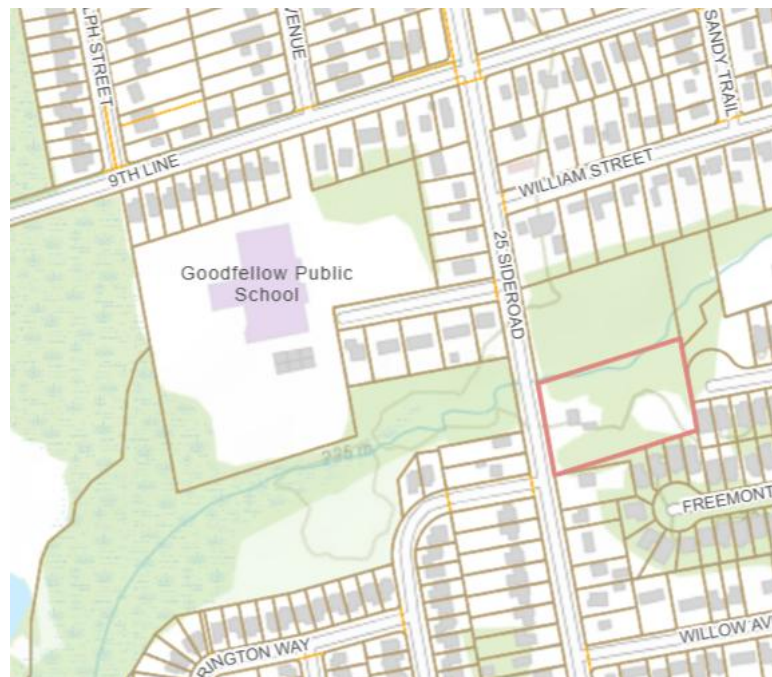 LPH STREET
VENUE
SANDY TRAIL
9TH LINE
WILLIAM STREET
25 SIDEROAD
Goodfellow Public
School
225 m
FREEMONT
WILLOW AV
RINGTON WAY